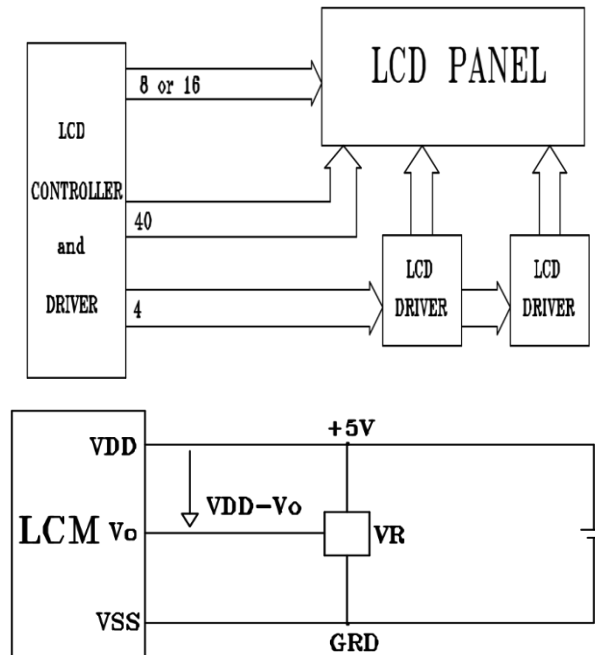 LCD PANEL
8 or 16
LCD
CONTROLLER
and
DRIVER
40
4
LCD
DRIVER
LCD
DRIVER
+5V
VDD
VDD-Vo
LCM
Vo
VR
VSS
GRD